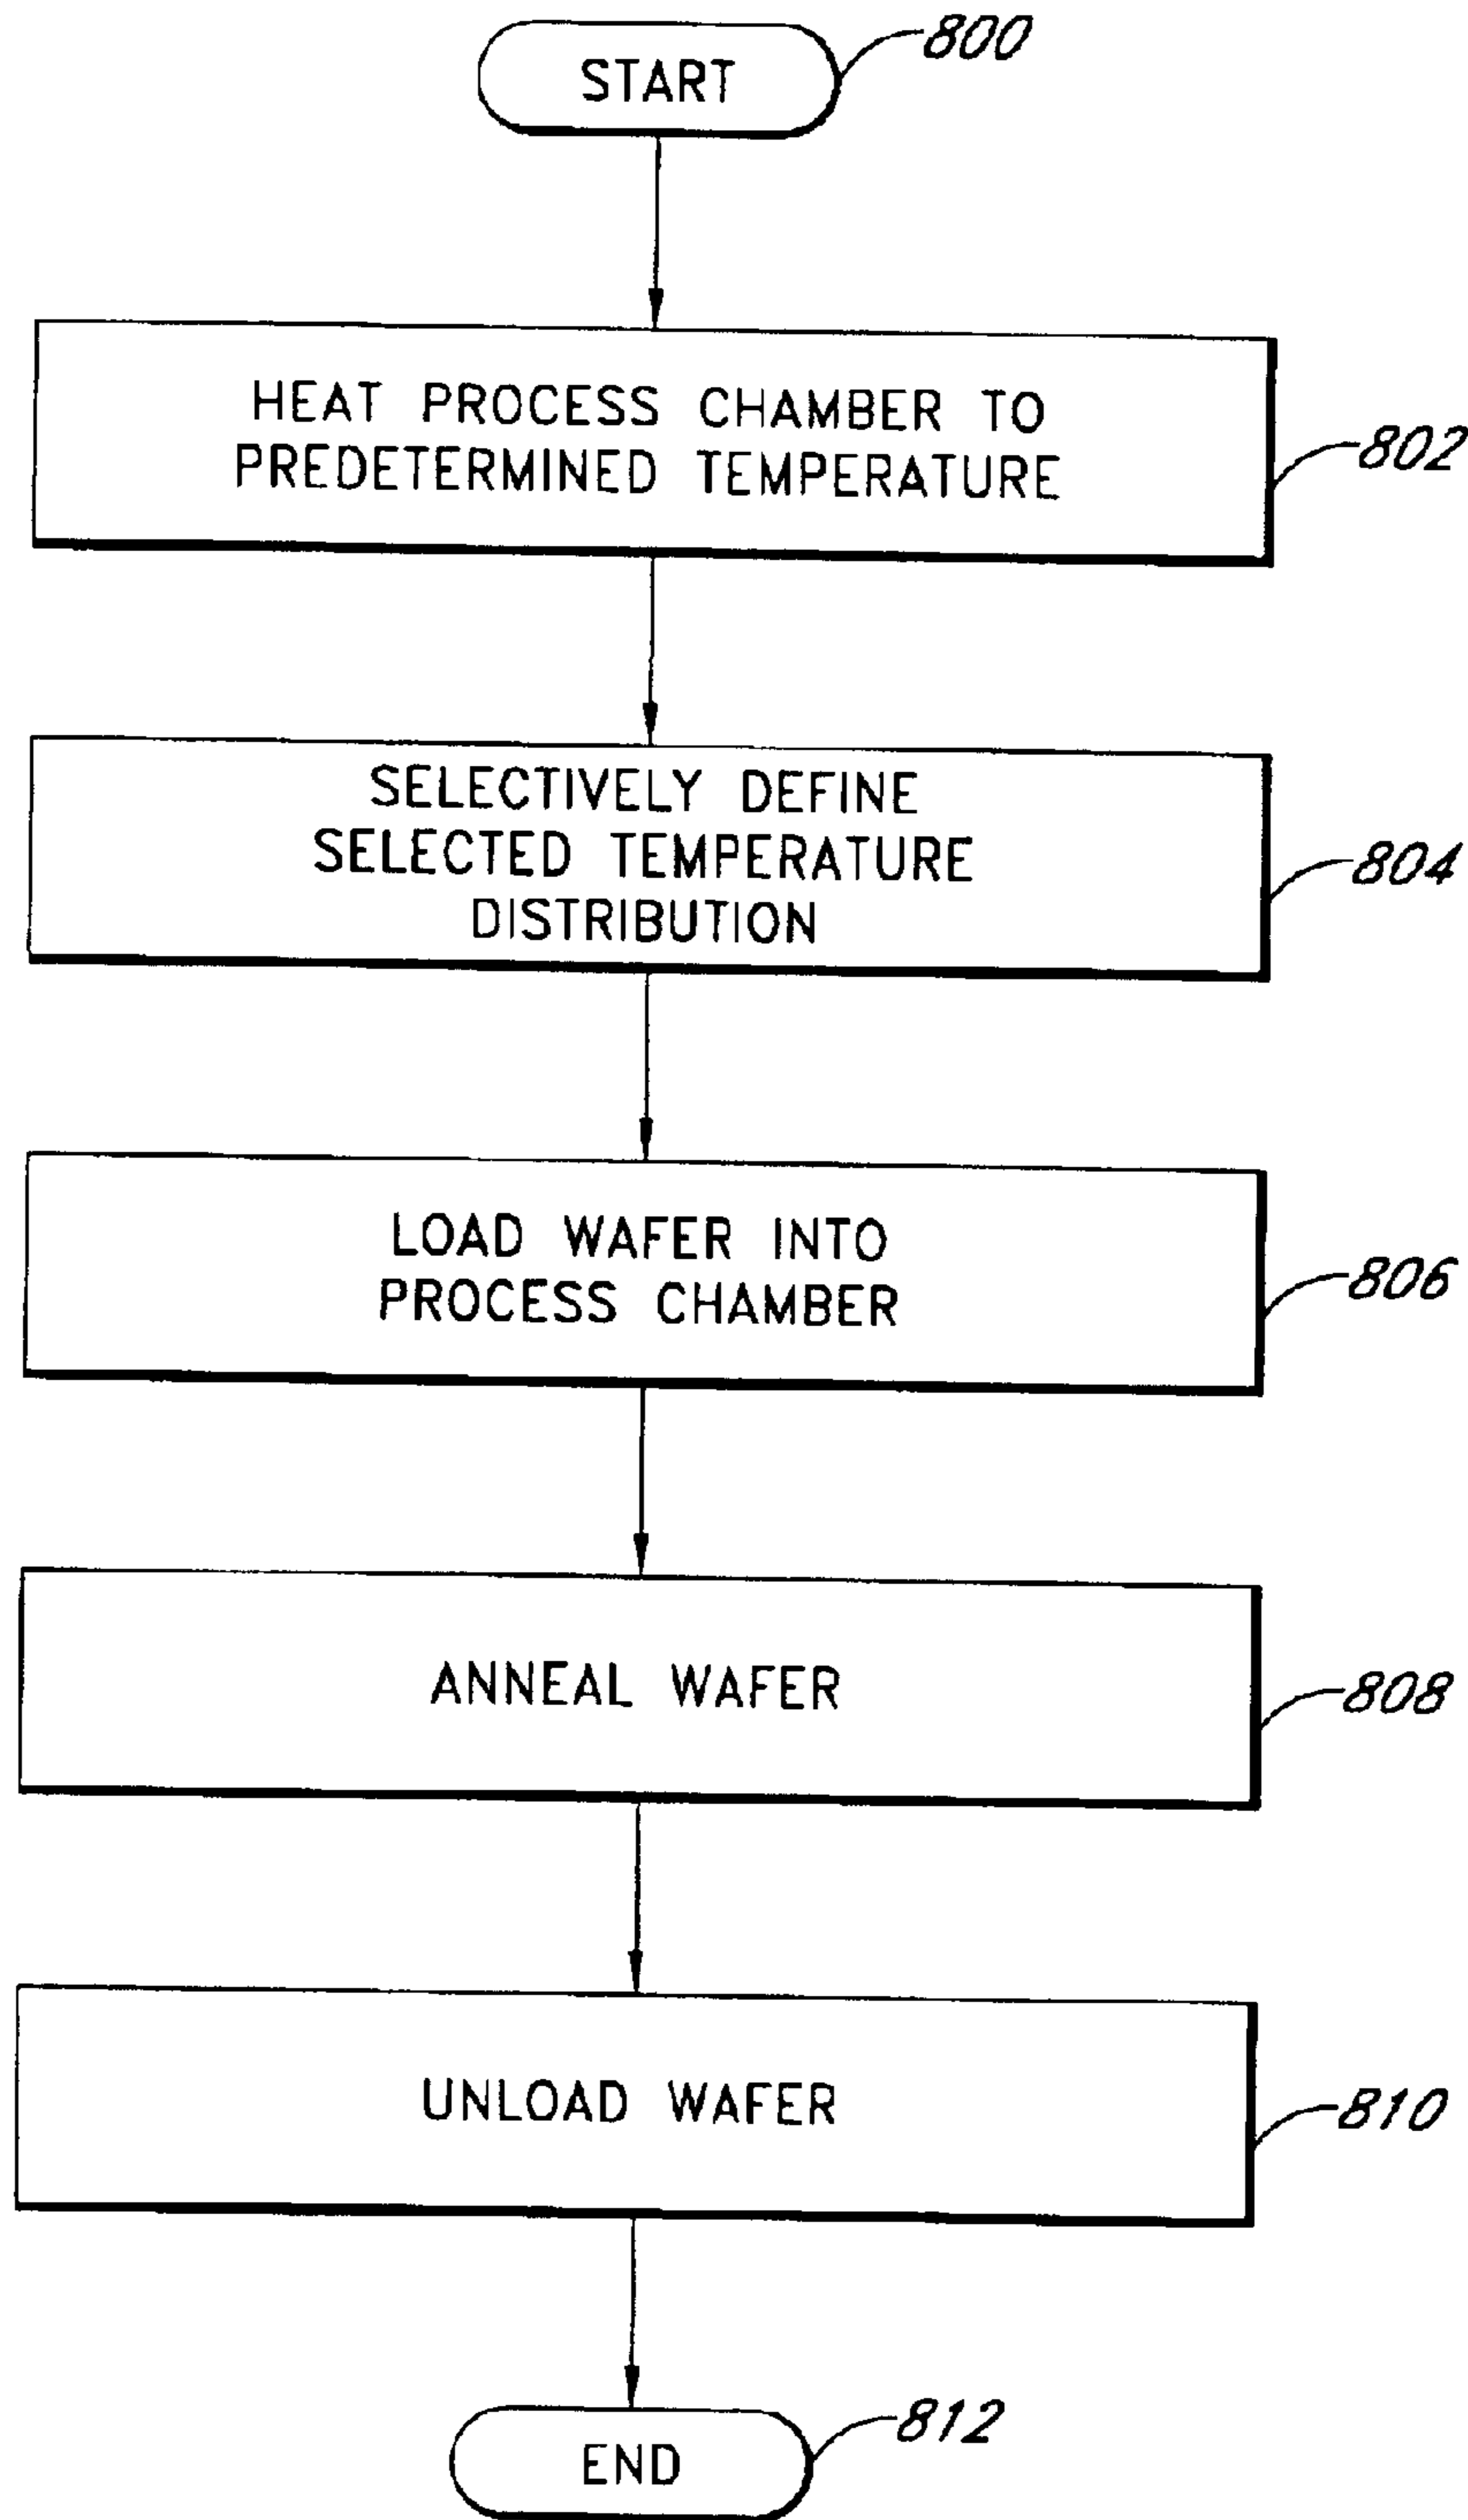 START
800
HEAT PROCESS CHAMBER TO
PREDETERMINED TEMPERATURE
802
SELECTIVELY DEFINE
SELECTED TEMPERATURE
DISTRIBUTION
804
LOAD WAFER INTO
PROCESS CHAMBER
806
ANNEAL WAFER
808
UNLOAD WAFER
810
END
812